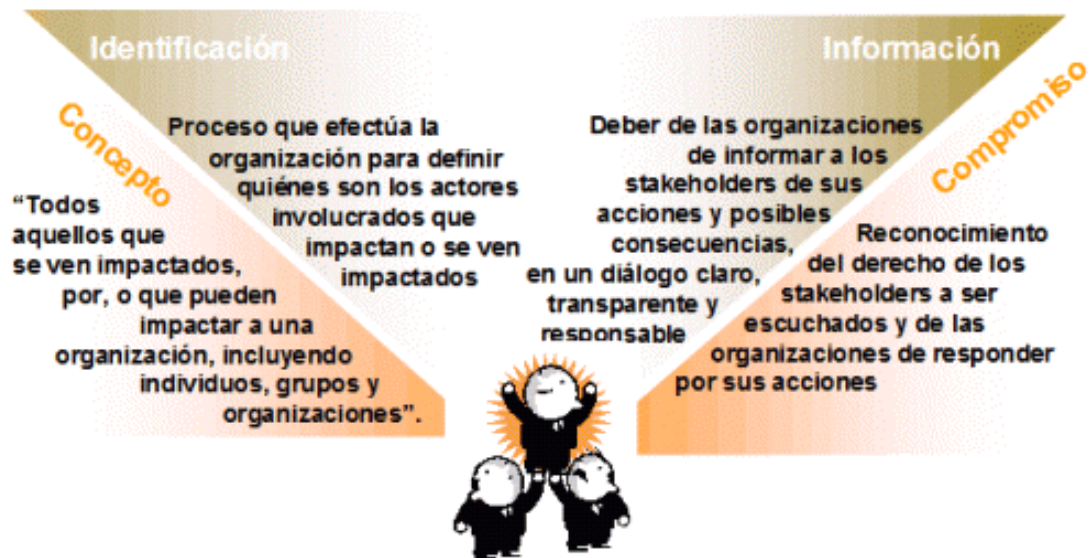 Identificación
Proceso que efectúa la
organización para definir
quiénes son los actores
involucrados que
impactan o se ven
impactados
Concepto
“Todos
aquellos que
se ven impactados,
por, o que pueden
impactar a una
organización, incluyendo
individuos, grupos y
organizaciones”.
Información
Deber de las organizaciones
de informar a los
stakeholders de sus
acciones y posibles
consecuencias,
en un diálogo claro,
transparente y
responsable
Compromiso
Reconocimiento
del derecho de los
stakeholders a ser
escuchados y de las
organizaciones de responder
por sus acciones